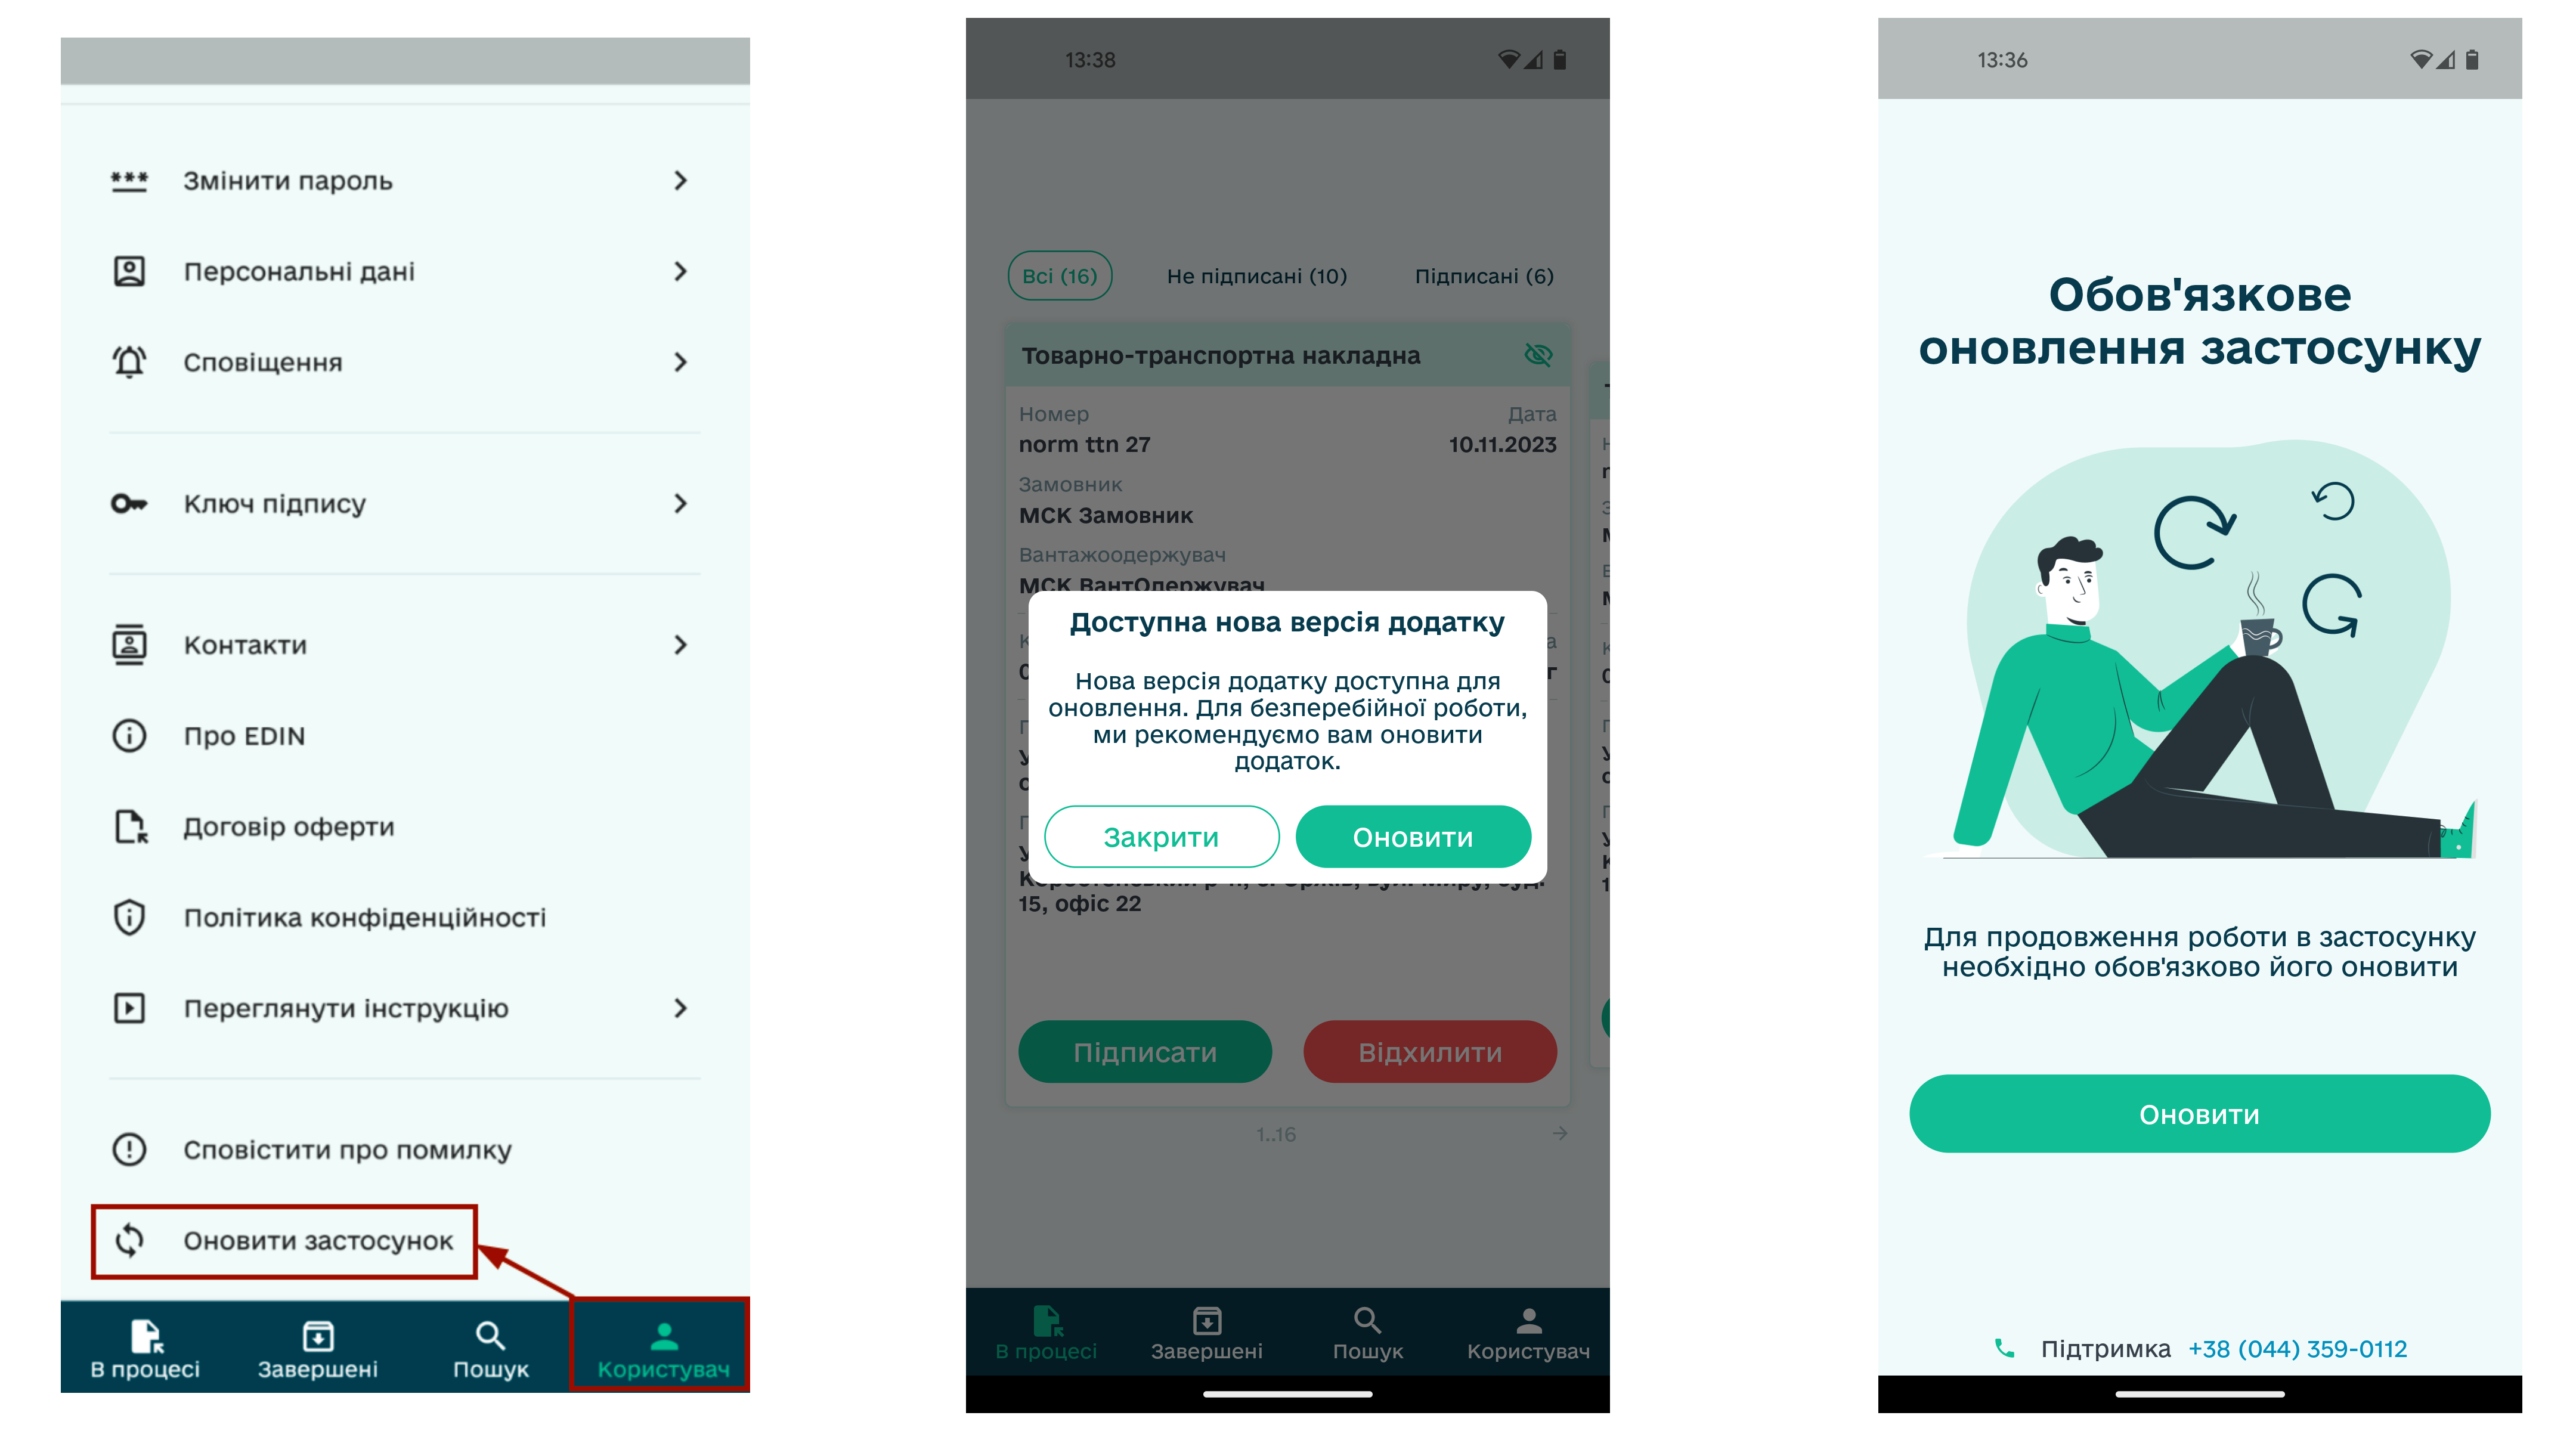 ***
Змінити пароль
Персональні дані
Сповіщення
Ключ підпису
Контакти
Про EDIN
Договір оферти
Політика конфіденційності
Переглянути інструкцію
Сповістити про помилку
Оновити застосунок
В процесі
Завершені
Пошук
Користувач
13:38
Всі (16)
Не підписані (10)
Підписані (6)
Товарно-транспортна накладна
Номер
Дата
norm ttn 27
10.11.2023
Замовник
МСК Замовник
Вантажоодержувач
МСК ВантОдержувач
Доступна нова версія додатку
Нова версія додатку доступна для
оновлення. Для безперебійної роботи,
ми рекомендуємо вам оновити
додаток.
Закрити
Оновити
15, офіс 22
Підписати
Відхилити
1..16
В процесі
Завершені
Пошук
Користувач
13:36
Обов'язкове
оновлення застосунку
Для продовження роботи в застосунку
необхідно обов'язково його оновити
Оновити
Підтримка +38 (044) 359-0112